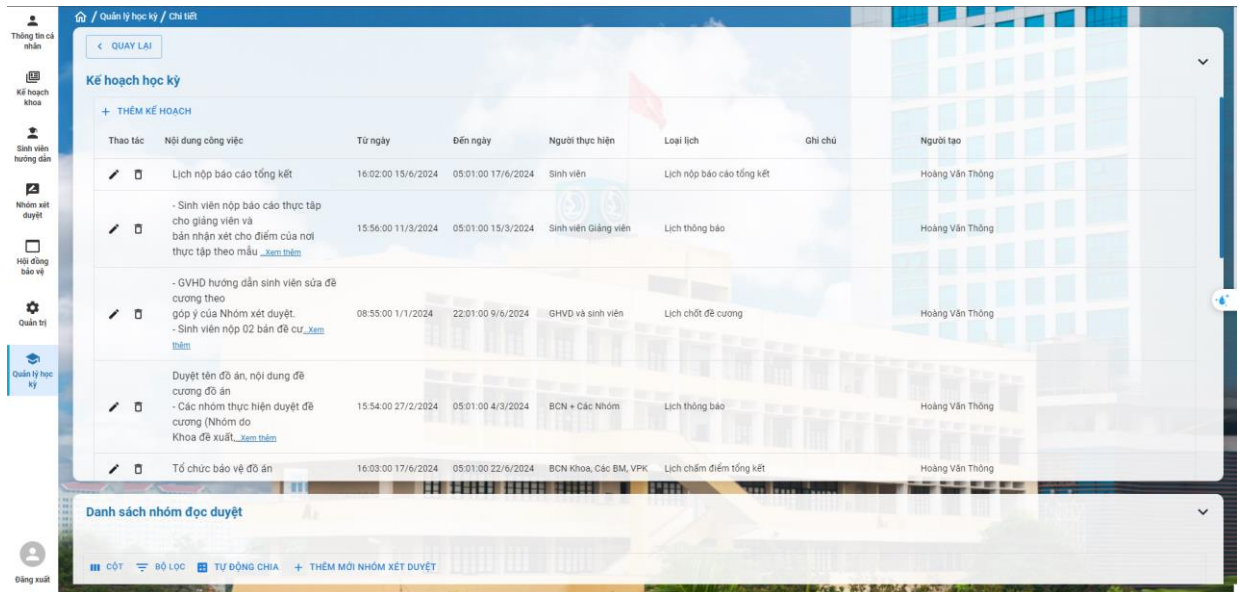 Thông tin cá
nhân
Kế hoạch
khoa
Sinh viên
hướng dẫn
Nhóm xét
duyệt
Hội đồng
bảo vệ
Quản trị
Quản lý học
kỳ
Đăng xuất
/ Quản lý học kỳ / Chi tiết
< QUAY LẠI
Kế hoạch học kỳ
+ THÊM KẾ HOẠCH
Thao tác Nội dung công việc Từ ngày Đến ngày Người thực hiện Loại lịch Ghi chú Người tạo
Lịch nộp báo cáo tổng kết 16:02:00 15/6/2024 05:01:00 17/6/2024 Sinh viên Lịch nộp báo cáo tổng kết Hoàng Văn Thông
- Sinh viên nộp báo cáo thực tập
cho giảng viên và
bản nhận xét cho điểm của nơi
thực tập theo mẫu ...Xem thêm
15:56:00 11/3/2024 05:01:00 15/3/2024 Sinh viên Giảng viên Lịch thông báo Hoàng Văn Thông
- GVHD hướng dẫn sinh viên sửa đề
cương theo
góp ý của Nhóm xét duyệt.
- Sinh viên nộp 02 bản đề cư...Xem
thêm
08:55:00 1/1/2024 22:01:00 9/6/2024 GHVD và sinh viên Lịch chốt đề cương Hoàng Văn Thông
Duyệt tên đồ án, nội dung đề
cương đồ án
- Các nhóm thực hiện duyệt đề
cương (Nhóm do
Khoa đề xuất,...Xem thêm
15:54:00 27/2/2024 05:01:00 4/3/2024 BCN + Các Nhóm Lịch thông báo Hoàng Văn Thông
Tổ chức bảo vệ đồ án 16:03:00 17/6/2024 05:01:00 22/6/2024 BCN Khoa, Các BM, VPK Lịch chấm điểm tổng kết Hoàng Văn Thông
Danh sách nhóm đọc duyệt
CỘT BỘ LỌC TỰ ĐỘNG CHIA + THÊM MỚI NHÓM XÉT DUYỆT